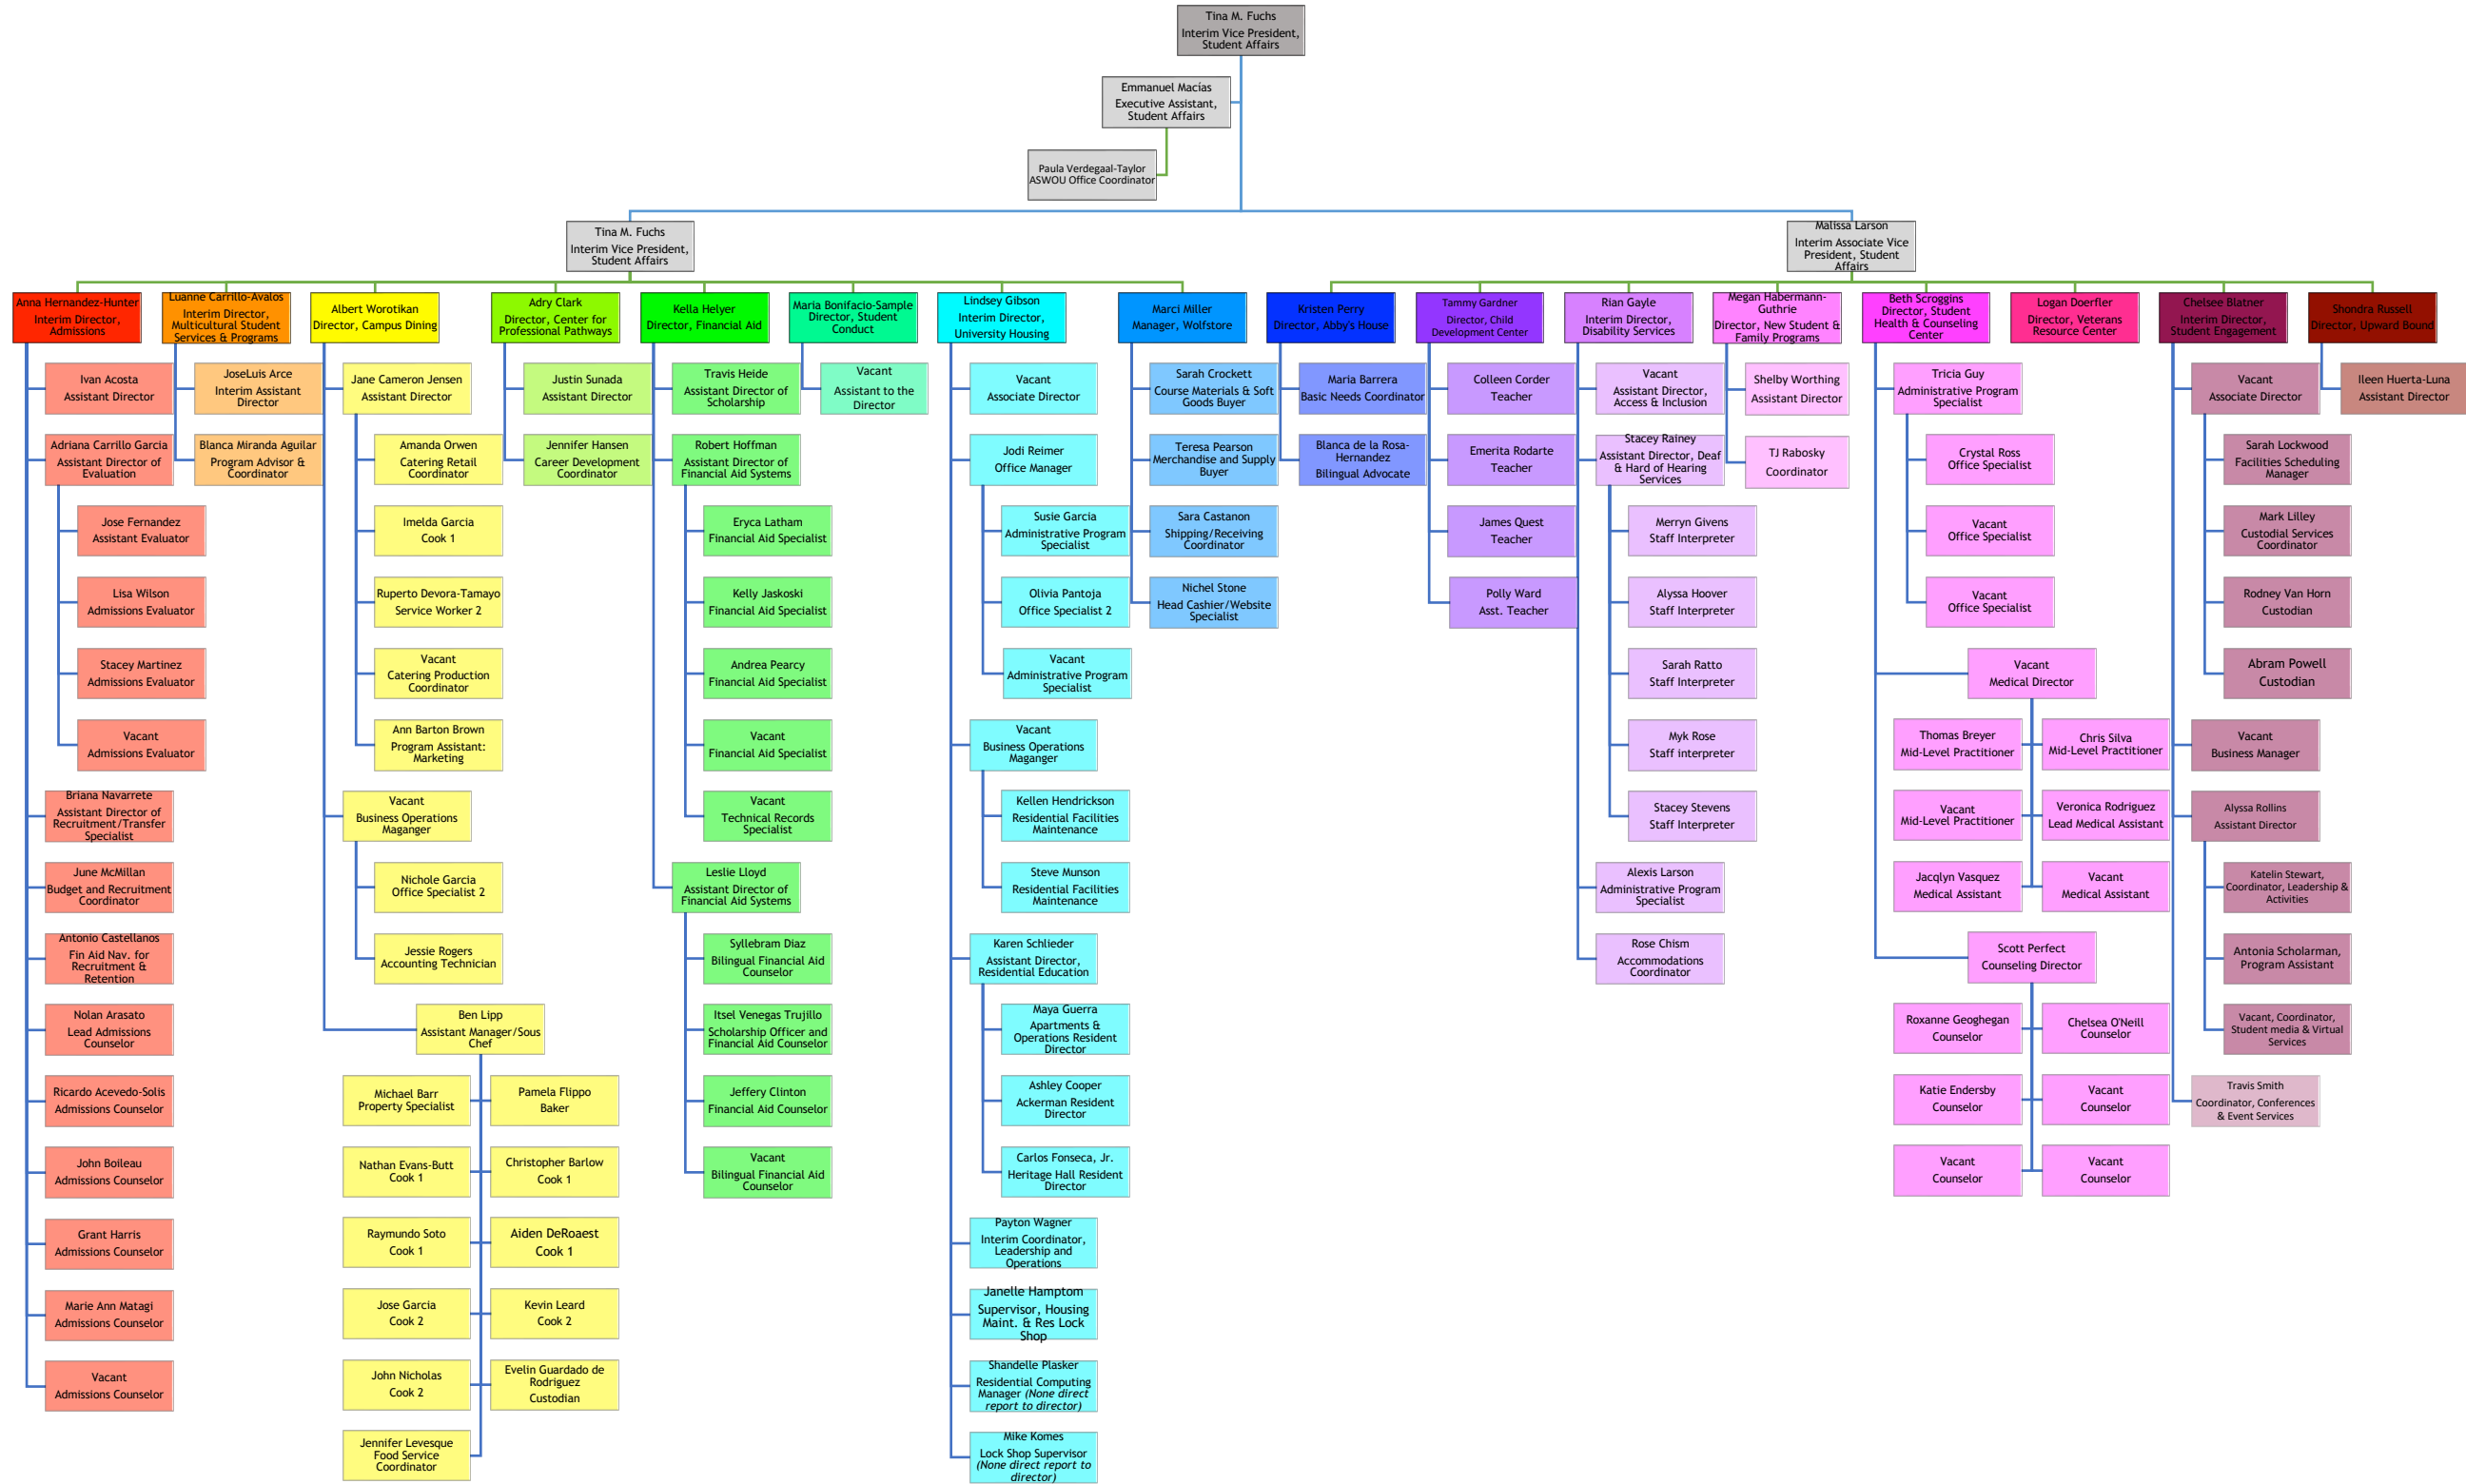 Tina M. Fuchs
Interim Vice President,
Student Affairs
Emmanuel Macías
Executive Assistant,
Student Affairs
Paula Verdegaal-Taylor
ASWOU Office Coordinator
Tina M. Fuchs
Interim Vice President,
Student Affairs
Malissa Larson
Interim Associate Vice
President, Student
Affairs
Anna Hernandez-Hunter
Interim Director,
Admissions
Ivan Acosta
Assistant Director
Adriana Carrillo Garcia
Assistant Director of
Evaluation
Jose Fernandez
Assistant Evaluator
Lisa Wilson
Admissions Evaluator
Stacey Martinez
Admissions Evaluator
Vacant
Admissions Evaluator
Briana Navarrete
Assistant Director of
Recruitment/Transfer
Specialist
June McMillan
Budget and Recruitment
Coordinator
Antonio Castellanos
Fin Aid Nav. for
Recruitment &
Retention
Nolan Arasato
Lead Admissions
Counselor
Ricardo Acevedo-Solis
Admissions Counselor
John Boileau
Admissions Counselor
Grant Harris
Admissions Counselor
Marie Ann Matagi
Admissions Counselor
Vacant
Admissions Counselor
Luanne Carrillo-Avalos
Interim Director,
Multicultural Student
Services & Programs
JoseLuis Arce
Interim Assistant
Director
Blanca Miranda Aguilar
Program Advisor &
Coordinator
Albert Worotikan
Director, Campus Dining
Jane Cameron Jensen
Assistant Director
Amanda Orwen
Catering Retail
Coordinator
Imelda Garcia
Cook 1
Ruperto Devora-Tamayo
Service Worker 2
Vacant
Catering Production
Coordinator
Ann Barton Brown
Program Assistant:
Marketing
Vacant
Business Operations
Maganger
Nichole Garcia
Office Specialist 2
Jessie Rogers
Accounting Technician
Ben Lipp
Assistant Manager/Sous
Chef
Michael Barr
Property Specialist
Pamela Flippo
Baker
Nathan Evans-Butt
Cook 1
Christopher Barlow
Cook 1
Raymundo Soto
Cook 1
Aiden DeRoaest
Cook 1
Jose Garcia
Cook 2
Kevin Leard
Cook 2
John Nicholas
Cook 2
Evelin Guardado de
Rodriguez
Custodian
Jennifer Levesque
Food Service
Coordinator
Adry Clark
Director, Center for
Professional Pathways
Justin Sunada
Assistant Director
Jennifer Hansen
Career Development
Coordinator
Kella Helyer
Director, Financial Aid
Travis Heide
Assistant Director of
Scholarship
Robert Hoffman
Assistant Director of
Financial Aid Systems
Eryca Latham
Financial Aid Specialist
Kelly Jaskoski
Financial Aid Specialist
Andrea Pearcy
Financial Aid Specialist
Vacant
Financial Aid Specialist
Vacant
Technical Records
Specialist
Leslie Lloyd
Assistant Director of
Financial Aid Systems
Syllebram Diaz
Bilingual Financial Aid
Counselor
Itsel Venegas Trujillo
Scholarship Officer and
Financial Aid Counselor
Jeffery Clinton
Financial Aid Counselor
Vacant
Bilingual Financial Aid
Counselor
Maria Bonifacio-Sample
Director, Student
Conduct
Vacant
Assistant to the
Director
Lindsey Gibson
Interim Director,
University Housing
Vacant
Associate Director
Jodi Reimer
Office Manager
Susie Garcia
Administrative Program
Specialist
Olivia Pantoja
Office Specialist 2
Vacant
Administrative Program
Specialist
Vacant
Business Operations
Maganger
Kellen Hendrickson
Residential Facilities
Maintenance
Steve Munson
Residential Facilities
Maintenance
Karen Schlieder
Assistant Director,
Residential Education
Maya Guerra
Apartments &
Operations Resident
Director
Ashley Cooper
Ackerman Resident
Director
Carlos Fonseca, Jr.
Heritage Hall Resident
Director
Payton Wagner
Interim Coordinator,
Leadership and
Operations
Janelle Hamptom
Supervisor, Housing
Maint. & Res Lock
Shop
Shandelle Plasker
Residential Computing
Manager (None direct
report to director)
Mike Komes
Lock Shop Supervisor
(None direct report to
director)
Marci Miller
Manager, Wolfstore
Sarah Crockett
Course Materials & Soft
Goods Buyer
Teresa Pearson
Merchandise and Supply
Buyer
Sara Castanon
Shipping/Receiving
Coordinator
Nichel Stone
Head Cashier/Website
Specialist
Kristen Perry
Director, Abby's House
Maria Barrera
Basic Needs Coordinator
Blanca de la Rosa-
Hernandez
Bilingual Advocate
Tammy Gardner
Director, Child
Development Center
Colleen Corder
Teacher
Emerita Rodarte
Teacher
James Quest
Teacher
Polly Ward
Asst. Teacher
Rian Gayle
Interim Director,
Disability Services
Vacant
Assistant Director,
Access & Inclusion
Stacey Rainey
Assistant Director, Deaf
& Hard of Hearing
Services
Merryn Givens
Staff Interpreter
Alyssa Hoover
Staff Interpreter
Sarah Ratto
Staff Interpreter
Myk Rose
Staff interpreter
Stacey Stevens
Staff Interpreter
Alexis Larson
Administrative Program
Specialist
Rose Chism
Accommodations
Coordinator
Megan Habermann-
Guthrie
Director, New Student &
Family Programs
Shelby Worthing
Assistant Director
TJ Rabosky
Coordinator
Beth Scroggins
Director, Student
Health & Counseling
Center
Tricia Guy
Administrative Program
Specialist
Crystal Ross
Office Specialist
Vacant
Office Specialist
Vacant
Office Specialist
Vacant
Medical Director
Thomas Breyer
Mid-Level Practitioner
Chris Silva
Mid-Level Practitioner
Vacant
Mid-Level Practitioner
Veronica Rodriguez
Lead Medical Assistant
Jacqlyn Vasquez
Medical Assistant
Vacant
Medical Assistant
Scott Perfect
Counseling Director
Roxanne Geoghegan
Counselor
Chelsea O'Neill
Counselor
Katie Endersby
Counselor
Vacant
Counselor
Vacant
Counselor
Vacant
Counselor
Logan Doerfler
Director, Veterans
Resource Center
Chelsee Blatner
Interim Director,
Student Engagement
Vacant
Associate Director
Sarah Lockwood
Facilities Scheduling
Manager
Mark Lilley
Custodial Services
Coordinator
Rodney Van Horn
Custodian
Abram Powell
Custodian
Vacant
Business Manager
Alyssa Rollins
Assistant Director
Katelin Stewart,
Coordinator, Leadership &
Activities
Antonia Scholarman,
Program Assistant
Vacant, Coordinator,
Student media & Virtual
Services
Travis Smith
Coordinator, Conferences
& Event Services
Shondra Russell
Director, Upward Bound
Ileen Huerta-Luna
Assistant Director